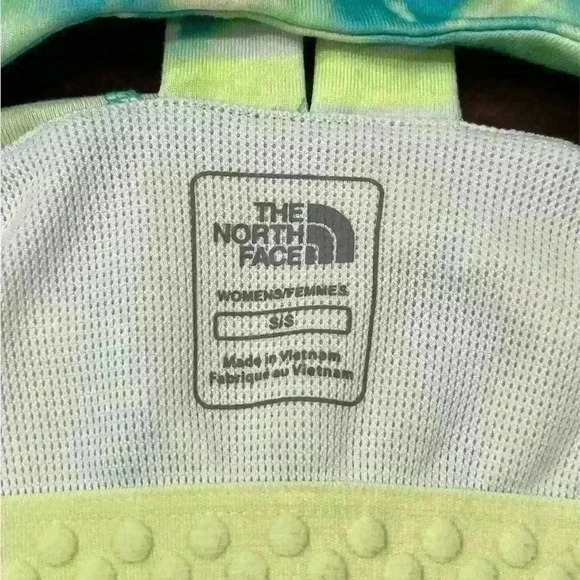 THE
NORTH
FACE
WOMENS/FEMMES
S/S
Made in Vietnam
Fabriqué au Vietnam